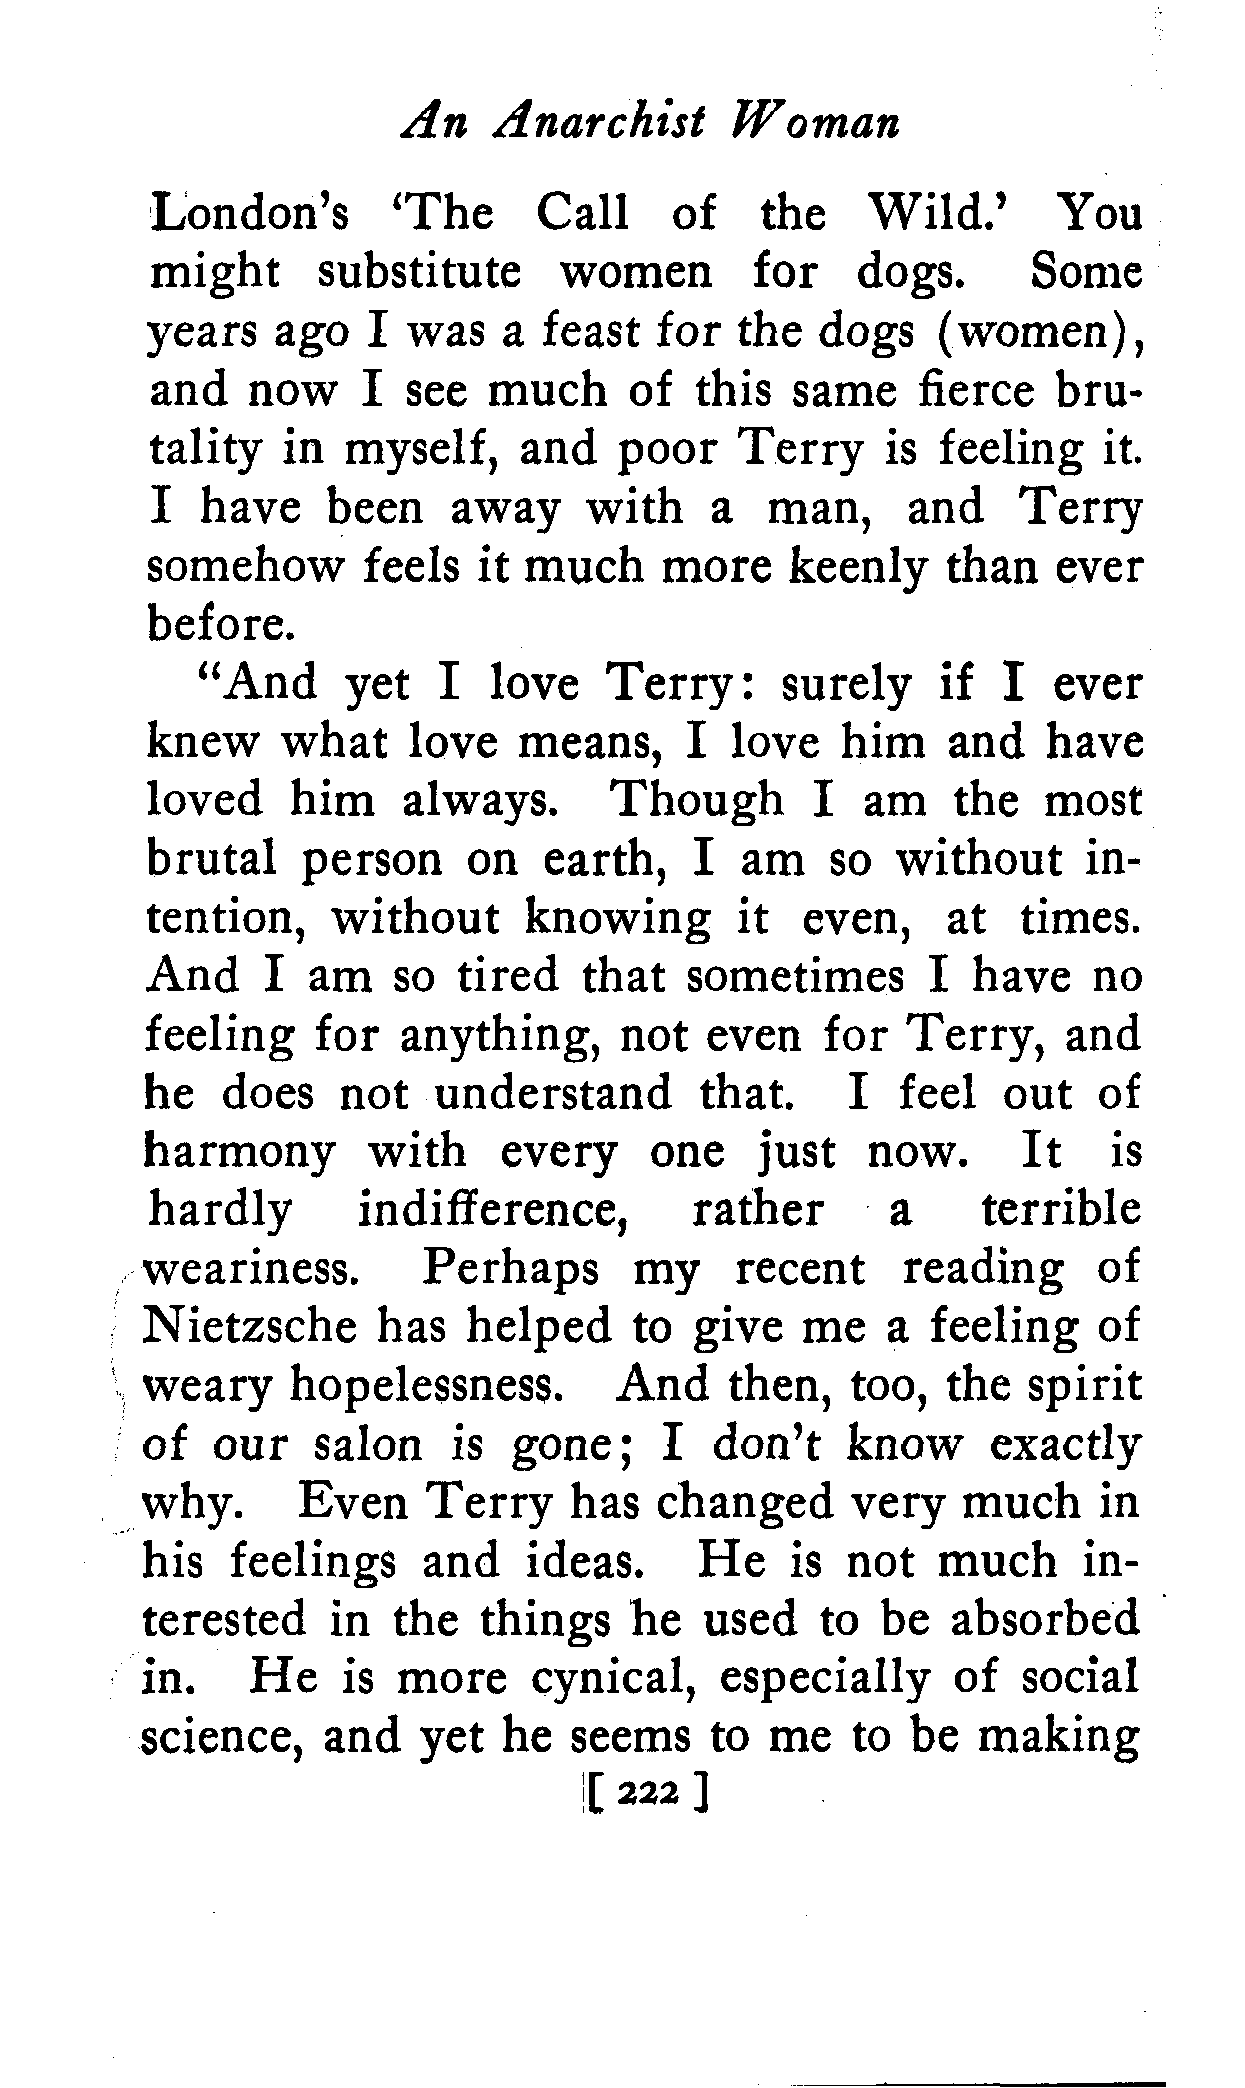 An Anarchist Woman
London's 'The Call of the Wild.' You
might substitute women for dogs. Some
years ago I was a feast for the dogs (women),
and now I see much of this same fierce bru-
tality in myself, and poor Terry is feeling it.
I have been away with a man, and Terry
somehow feels it much more keenly than ever
before.
"And yet I love Terry: surely if I ever
knew what love means, I love him and have
loved him always. Though I am the most
brutal person on earth, I am so without in-
tention, without knowing it even, at times.
And I am so tired that sometimes I have no
feeling for anything, not even for Terry, and
he does not understand that. I feel out of
harmony with every one just now. It is
hardly indifference, rather a terrible
weariness. Perhaps my recent reading of
Nietzsche has helped to give me a feeling of
weary hopelessness. And then, too, the spirit
of our salon is gone; I don't know exactly
why. Even Terry has changed very much in
his feelings and ideas. He is not much in-
terested in the things he used to be absorbed
in. He is more cynical, especially of social
science, and yet he seems to me to be making
[ 222 ]